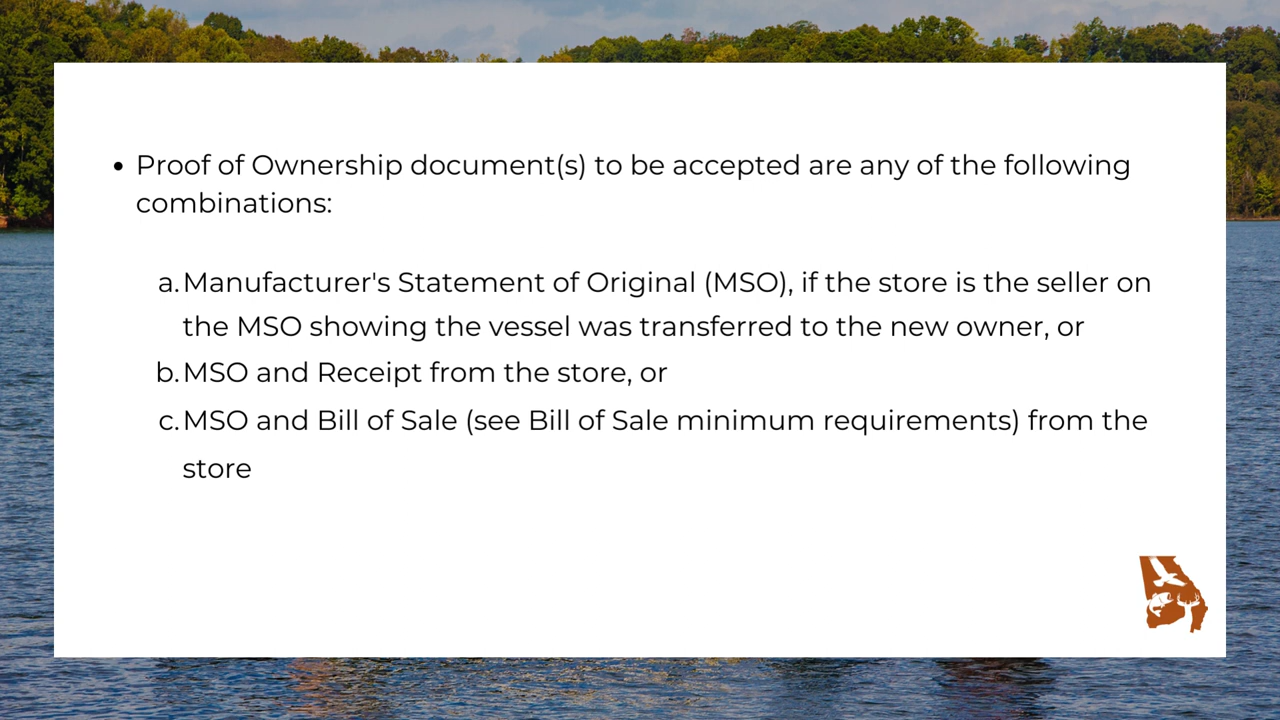 • Proof of Ownership document(s) to be accepted are any of the following
combinations:
a. Manufacturer's Statement of Original (MSO), if the store is the seller on
the MSO showing the vessel was transferred to the new owner, or
b. MSO and Receipt from the store, or
c. MSO and Bill of Sale (see Bill of Sale minimum requirements) from the
store